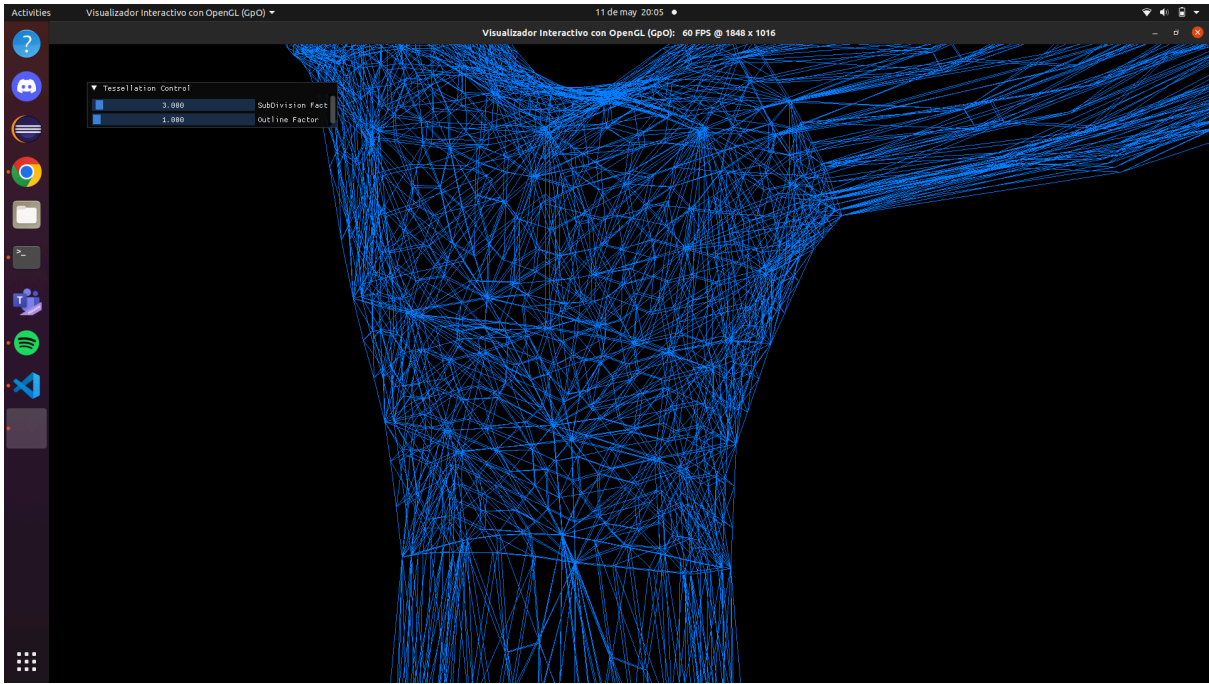 Activities Visualizador Interactivo con OpenGL (GpO) 11 de may 20:05
Visualizador Interactivo con OpenGL (GpO): 60 FPS @ 1848 x 1016
Tessellation Control
3.000 SubDivision Fact
1.000 Outline Factor